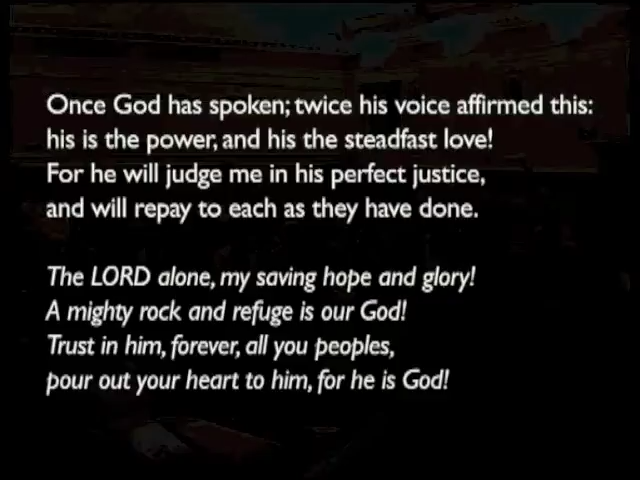 Once God has spoken; twice his voice affirmed this:
his is the power, and his the steadfast love!
For he will judge me in his perfect justice,
and will repay to each as they have done.
The LORD alone, my saving hope and glory!
A mighty rock and refuge is our God!
Trust in him, forever, all you peoples,
pour out your heart to him, for he is God!